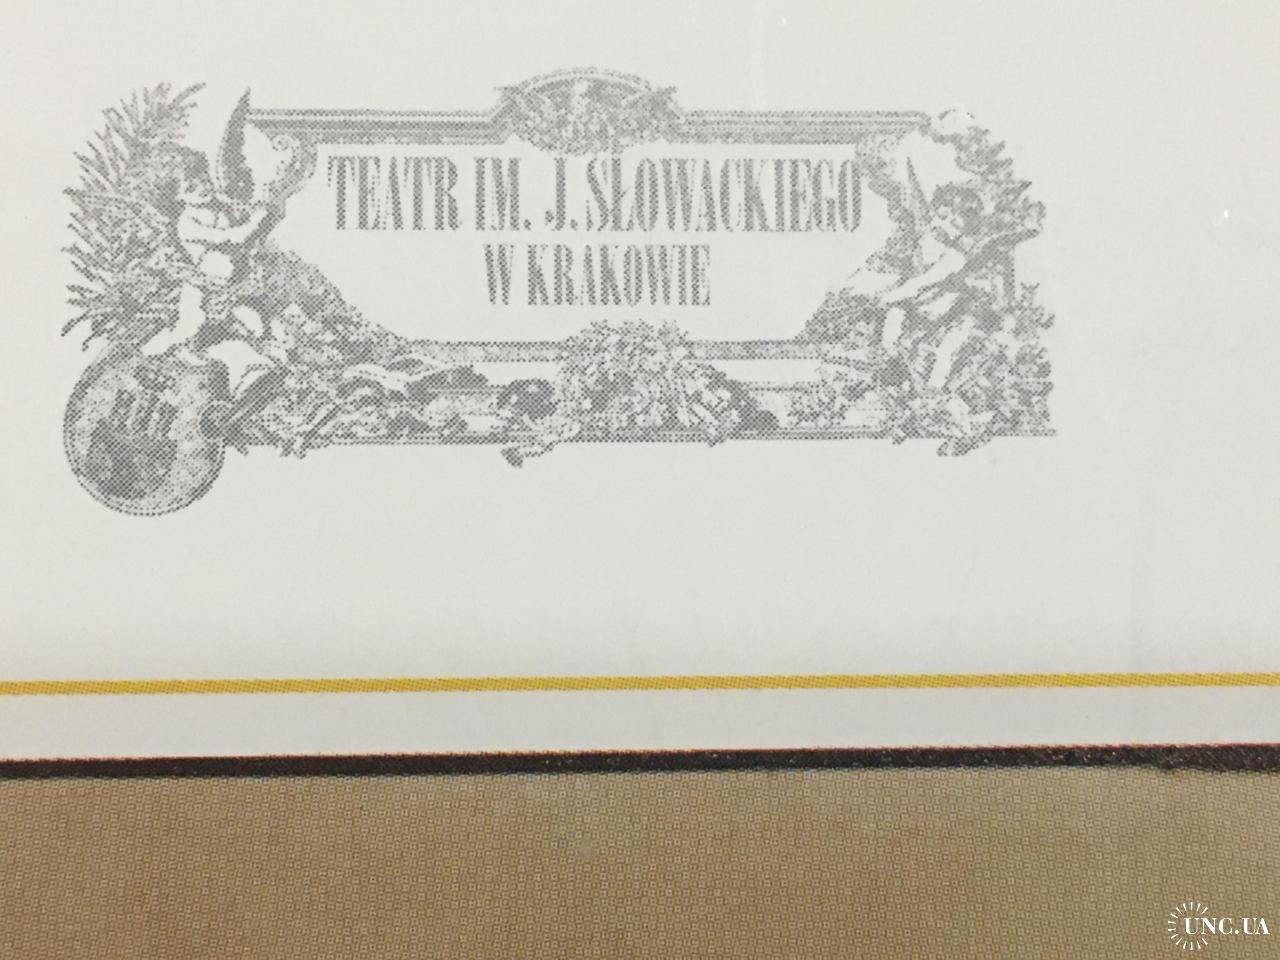 TEATR IM. J. SŁOWACKIEGO
W KRAKOWIE
UNC.UA